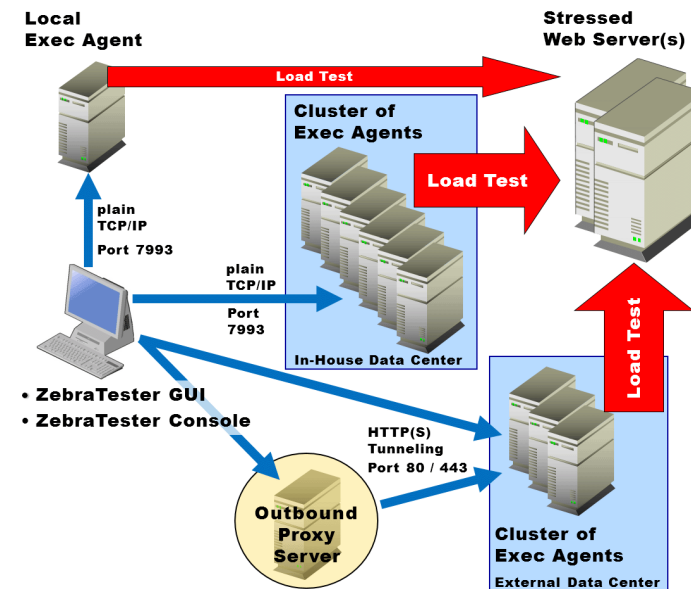 Local
Exec Agent
Stressed
Web Server(s)
Load Test
Cluster of
Exec Agents
Load Test
plain
TCP/IP
Port 7993
plain
TCP/IP
Port
7993
In-House Data Center
Load Test
• ZebraTester GUI
• ZebraTester Console
HTTP(S)
Tunneling
Port 80 / 443
Outbound
Proxy
Server
Cluster of
Exec Agents
External Data Center